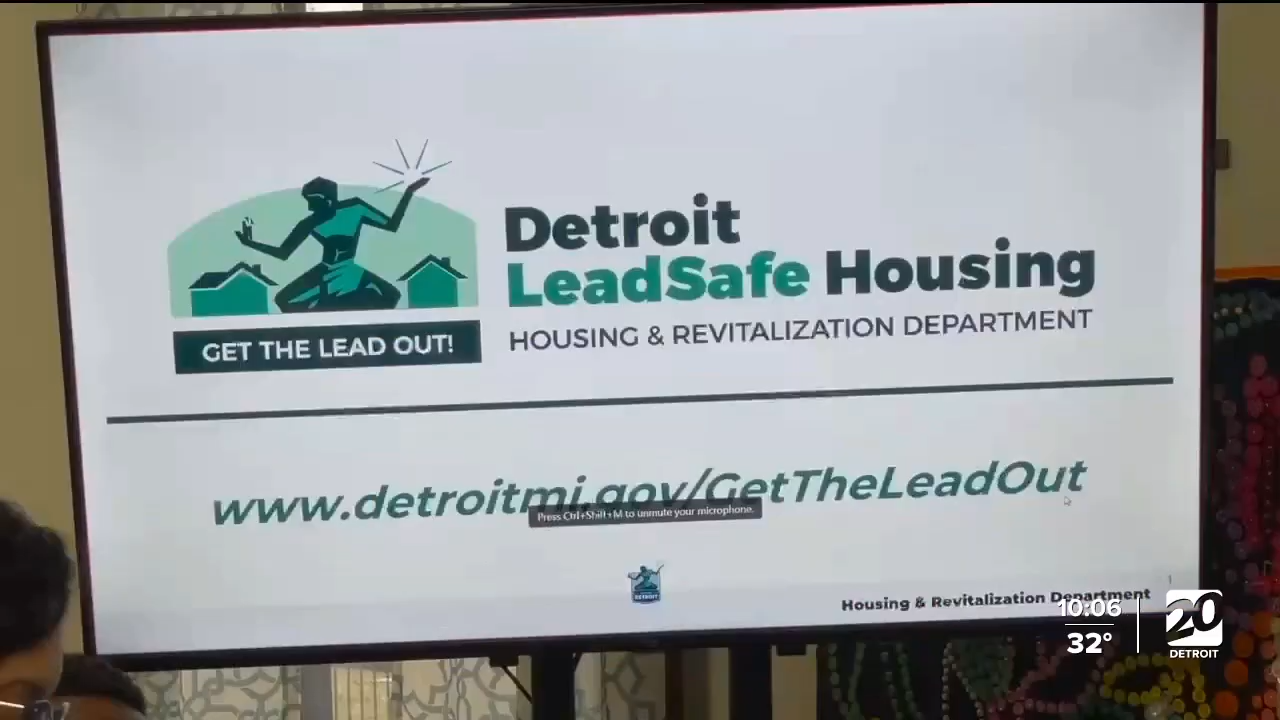 Detroit
LeadSafe Housing
HOUSING & REVITALIZATION DEPARTMENT
GET THE LEAD OUT!
www.detroitmi.gov/GetTheLeadOut
Press Ctrl+Shift+M to unmute your microphone.
DETROIT
Housing & Revitalization Department
1
10:06
32°
20
DETROIT